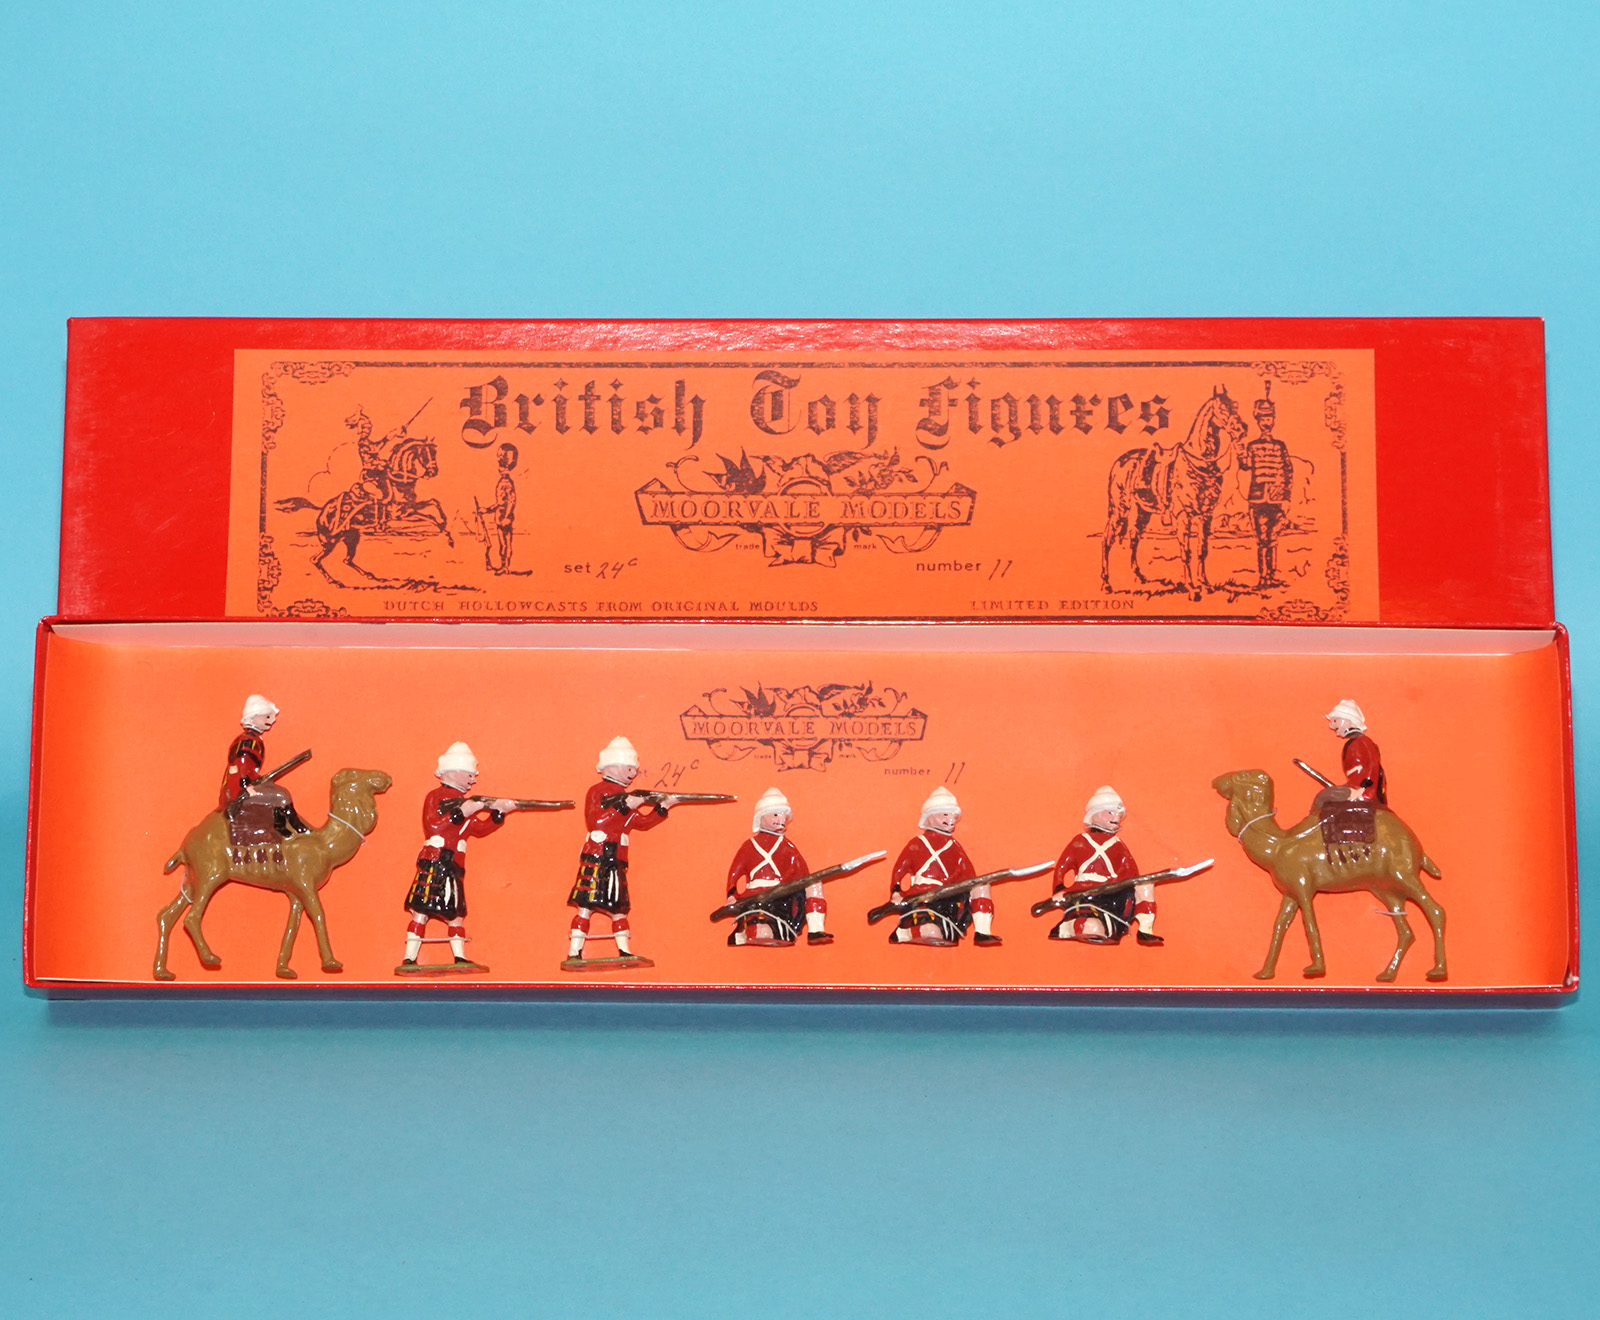 British Toy Figures
MOORVALE MODELS
trade mark
set 24c number 11
DUTCH HOLLOWCASTS FROM ORIGINAL MOULDS LIMITED EDITION
MOORVALE MODELS
trade mark
24c number 11